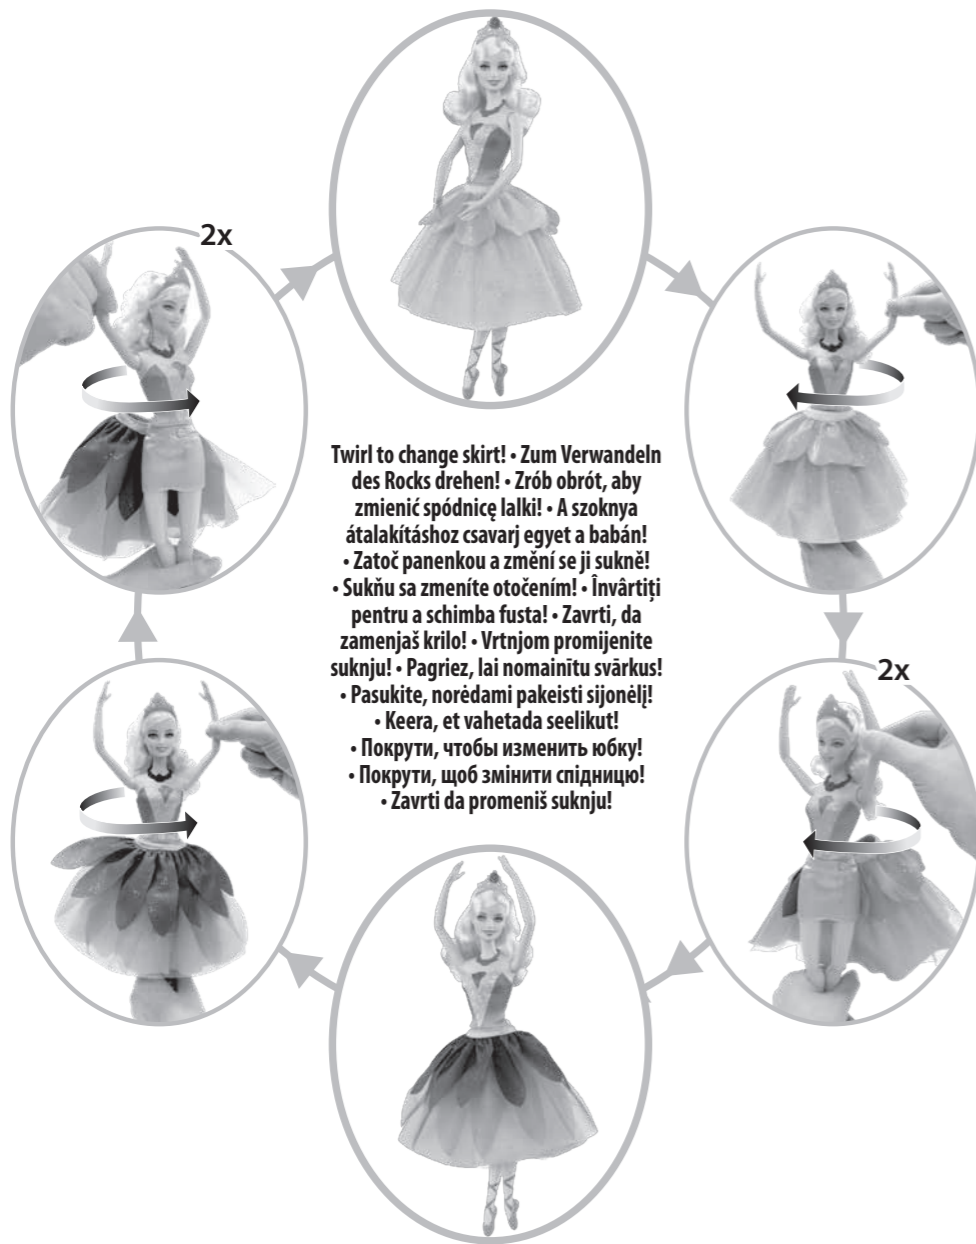 2x
Twirl to change skirt! • Zum Verwandeln
des Rocks drehen! • Zrób obrót, aby
zmienić spódnicę lalki! • A szoknya
átalakításhoz csavarj egyet a babán!
• Zatoč panenkou a změní se ji sukně!
• Sukňu sa zmeníte otočením! • Învârtiți
pentru a schimba fusta! • Zavrti, da
zamenjaš krilo! • Vrtnjom promijenite
suknju! • Pagriez, lai nomainītu svārkus!
• Pasukite, norėdami pakeisti sijonėlį!
• Keera, et vahetada seelikut!
• Покрути, чтобы изменить юбку!
• Покрути, щоб змінити спідницю!
• Zavrti da promeniš suknju!
2x